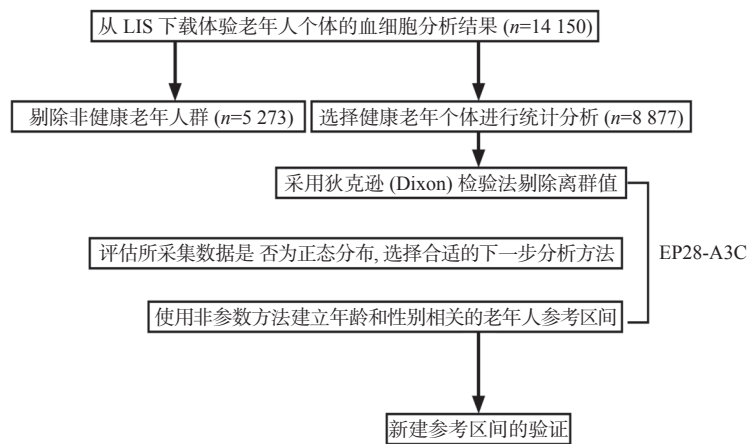 从 LIS 下载体验老年人个体的血细胞分析结果 (n=14 150)
剔除非健康老年人群 (n=5 273)
选择健康老年个体进行统计分析 (n=8 877)
采用狄克逊 (Dixon) 检验法剔除离群值
评估所采集数据是 否为正态分布, 选择合适的下一步分析方法
EP28-A3C
使用非参数方法建立年龄和性别相关的老年人参考区间
新建参考区间的验证